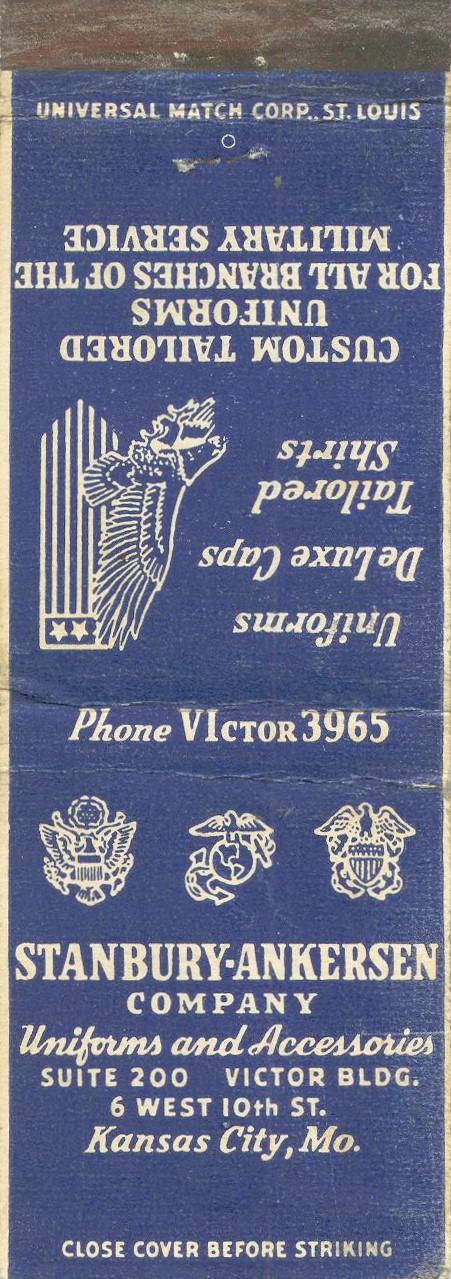 UNIVERSAL MATCH CORP., ST. LOUIS
CUSTOM TAILORED
UNIFORMS
FOR ALL BRANCHES OF THE
MILITARY SERVICE
Uniforms
DeLuxe Caps
Tailored
Shirts
Phone VICTOR 3965
STANBURY-ANKERSEN
COMPANY
Uniforms and Accessories
SUITE 200 VICTOR BLDG.
6 WEST 10th ST.
Kansas City, Mo.
CLOSE COVER BEFORE STRIKING